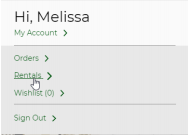 Hi, Melissa
My Account >
Orders >
Rentals >
Wishlist (0) >
Sign Out >